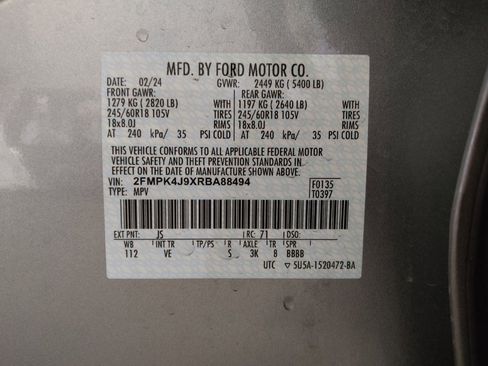 MFD. BY FORD MOTOR CO.
DATE: 02/24 GVWR: 2449 KG ( 5400 LB)
FRONT GAWR: REAR GAWR:
1279 KG ( 2820 LB) WITH 1197 KG ( 2640 LB) WITH
245/60R18 105V TIRES 245/60R18 105V TIRES
18x8.0J RIMS 18x8.0J RIMS
AT 240 kPa/ 35 PSI COLD AT 240 kPa/ 35 PSI COLD
THIS VEHICLE CONFORMS TO ALL APPLICABLE FEDERAL MOTOR
VEHICLE SAFETY AND THEFT PREVENTION STANDARDS IN
EFFECT ON THE DATE OF MANUFACTURE SHOWN ABOVE.
VIN: 2FMPK4J9XRBA88494 F0135
TYPE: MPV T0397
EXT PNT: JS RC: 71 DSO:
WB INT TR TP/PS R AXLE TR SPR
112 VE S 3K 8 BBBB
UTC ▽ 5U5A-1520472-BA